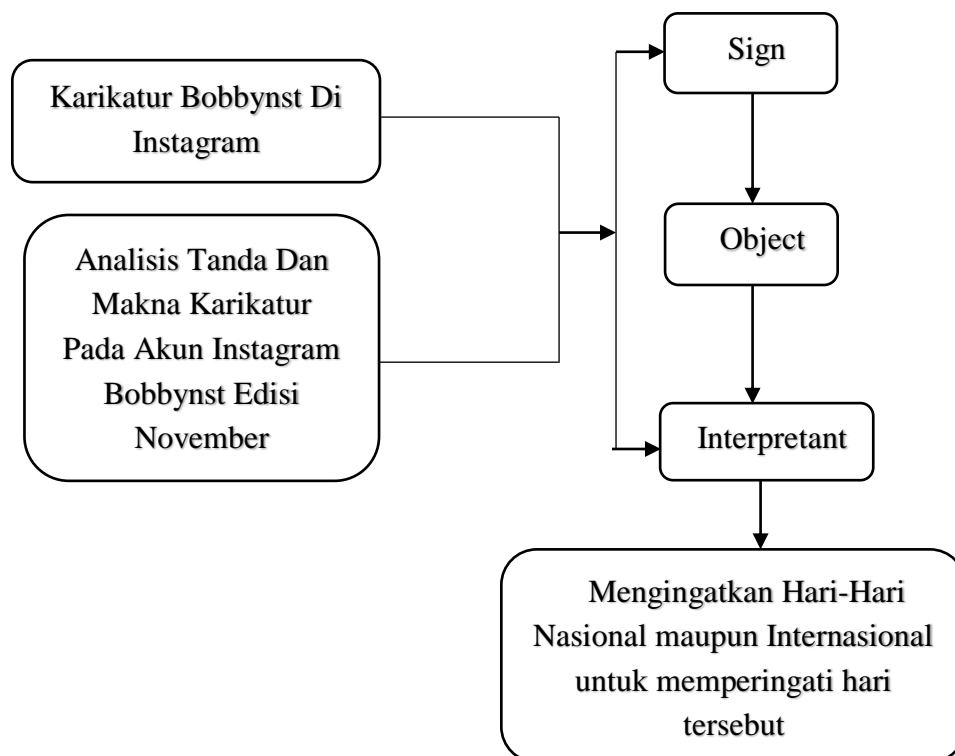 Karikatur Bobbynst Di
Instagram
Analisis Tanda Dan
Makna Karikatur
Pada Akun Instagram
Bobbynst Edisi
November
Sign
Object
Interpretant
Mengingatkan Hari-Hari
Nasional maupun Internasional
untuk memperingati hari
tersebut